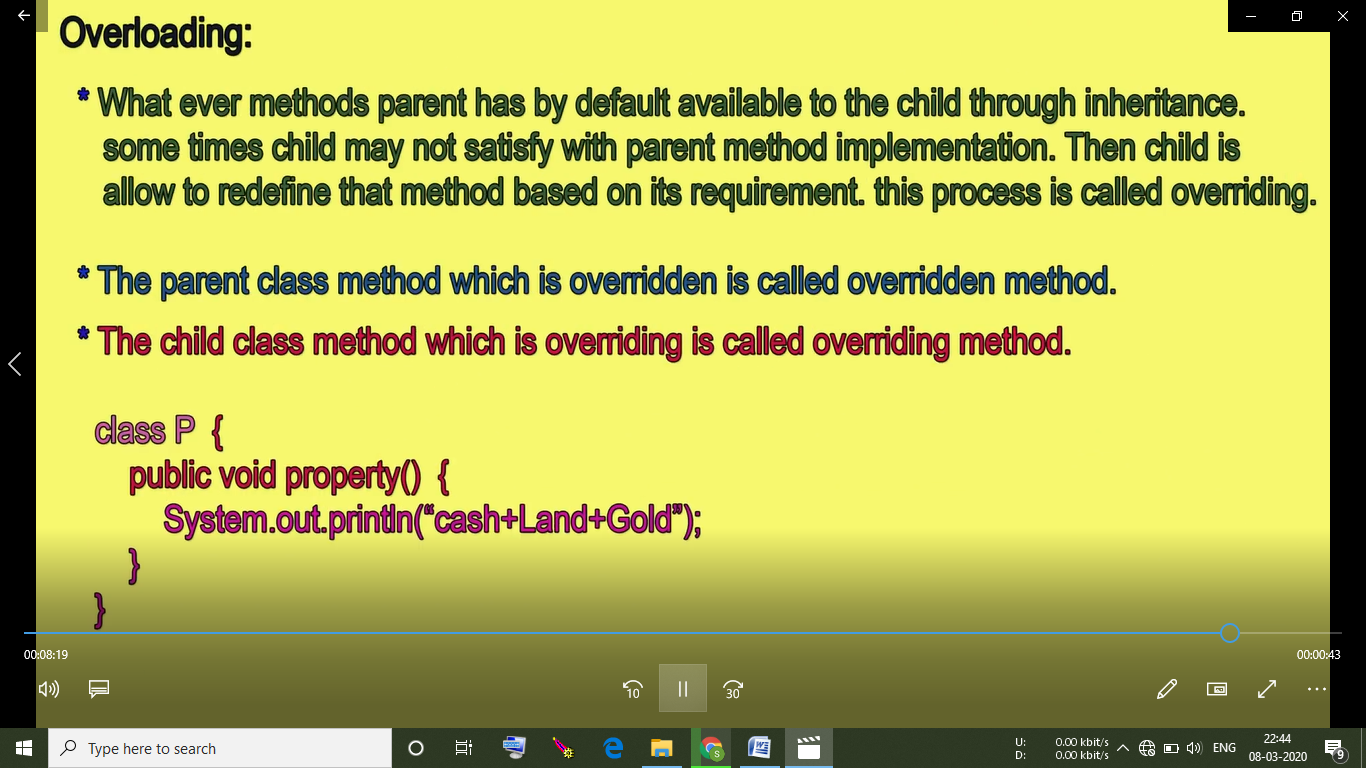 Overloading:
* What ever methods parent has by default available to the child through inheritance.
some times child may not satisfy with parent method implementation. Then child is
allow to redefine that method based on its requirement. this process is called overriding.
* The parent class method which is overridden is called overridden method.
* The child class method which is overriding is called overriding method.
class P {
public void property() {
System.out.println(“cash+Land+Gold”);
}
}
00:08:19
00:00:43
10
30
Type here to search
U: 0.00 kbit/s
D: 0.00 kbit/s
ENG
22:44
08-03-2020
9